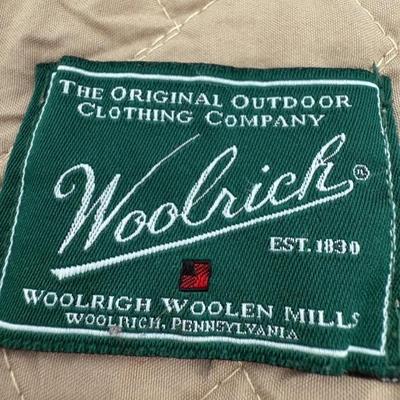 The Original Outdoor
Clothing Company
Woolrich ®
EST. 1830
WOOLRIGH WOOLEN MILLS
WOOLRICH, PENNSYLVANIA